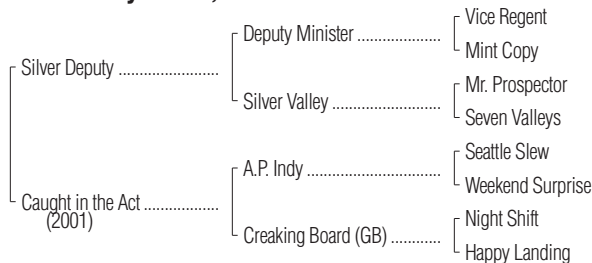 Vice Regent
Deputy Minister ...................
Mint Copy
Silver Deputy .......................
Mr. Prospector
Silver Valley .........................
Seven Valleys
Seattle Slew
A.P. Indy ...............................
Weekend Surprise
Caught in the Act .................
(2001)
Night Shift
Creaking Board (GB) ............
Happy Landing